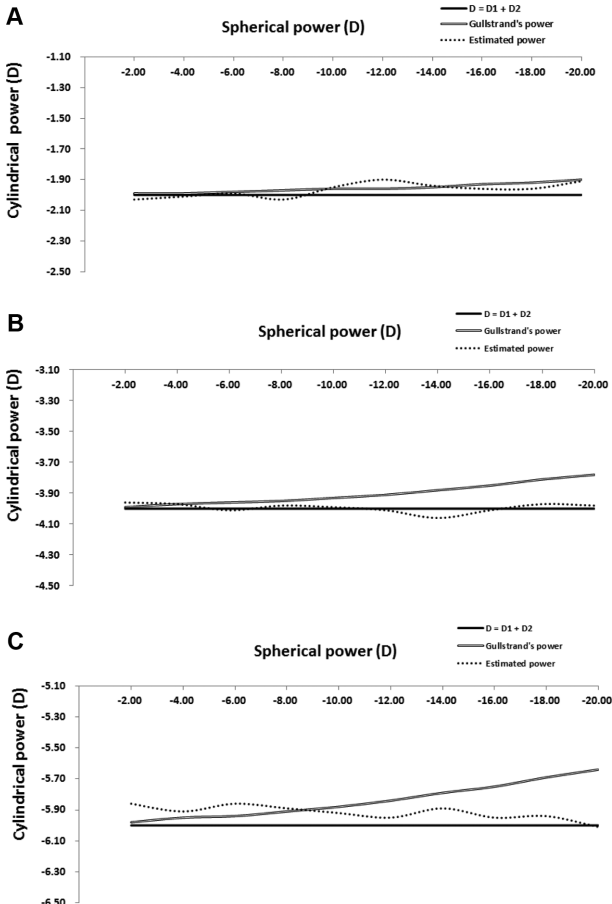 A
Spherical power (D)
D = D1 + D2
Gullstrand's power
Estimated power
Cylindrical power (D)
-1.10
-1.30
-1.50
-1.70
-1.90
-2.10
-2.30
-2.50
-2.00 -4.00 -6.00 -8.00 -10.00 -12.00 -14.00 -16.00 -18.00 -20.00
B
Spherical power (D)
D = D1 + D2
Gullstrand's power
Estimated power
Cylindrical power (D)
-3.10
-3.30
-3.50
-3.70
-3.90
-4.10
-4.30
-4.50
-2.00 -4.00 -6.00 -8.00 -10.00 -12.00 -14.00 -16.00 -18.00 -20.00
C
Spherical power (D)
D = D1 + D2
Gullstrand's power
Estimated power
Cylindrical power (D)
-5.10
-5.30
-5.50
-5.70
-5.90
-6.10
-6.30
-6.50
-2.00 -4.00 -6.00 -8.00 -10.00 -12.00 -14.00 -16.00 -18.00 -20.00